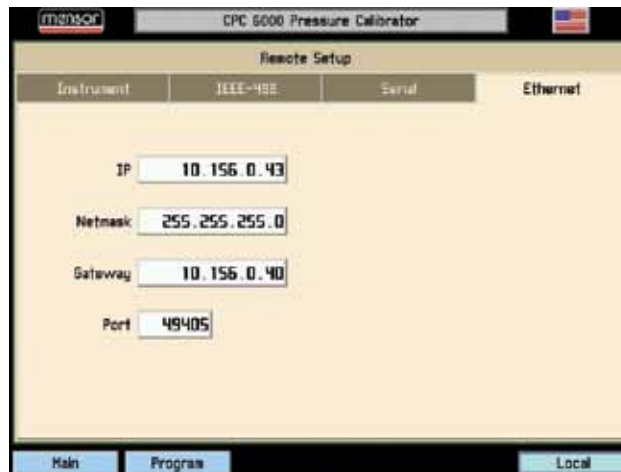 mensor CPC 6000 Pressure Calibrator
Remote Setup
Instrument IEEE-488 Serial Ethernet
IP 10.156.0.43
Netmask 255.255.255.0
Gateway 10.156.0.40
Port 49405
Main Program Local